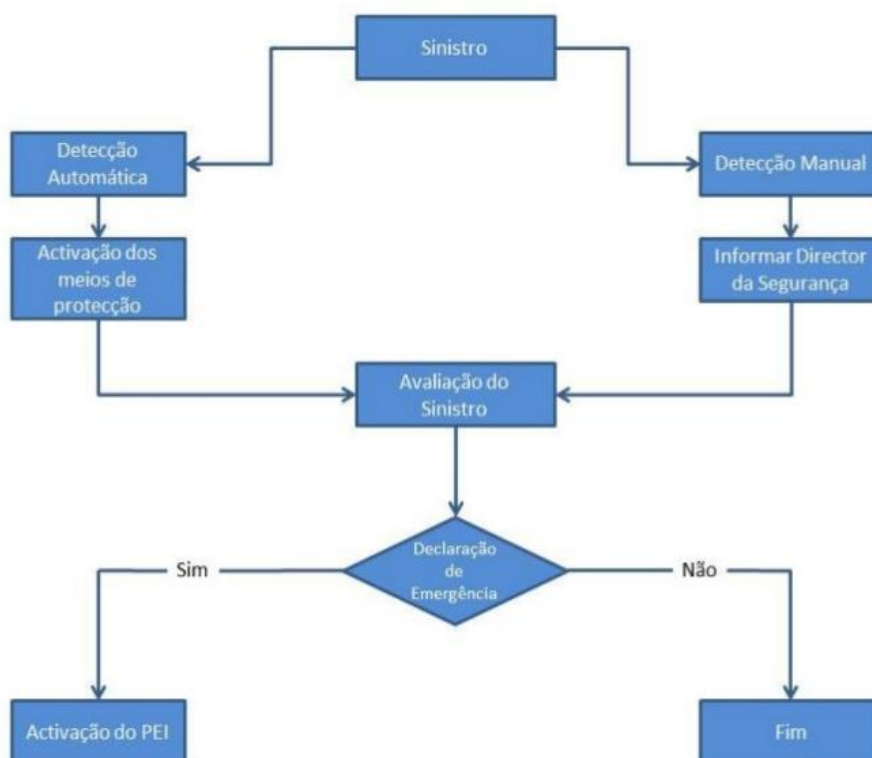 Sinistro
Detecção
Automática
Detecção Manual
Activação dos
meios de
protecção
Informar Director
da Segurança
Avaliação do
Sinistro
Declaração
de
Emergência
Sim
Não
Activação do PEI
Fim